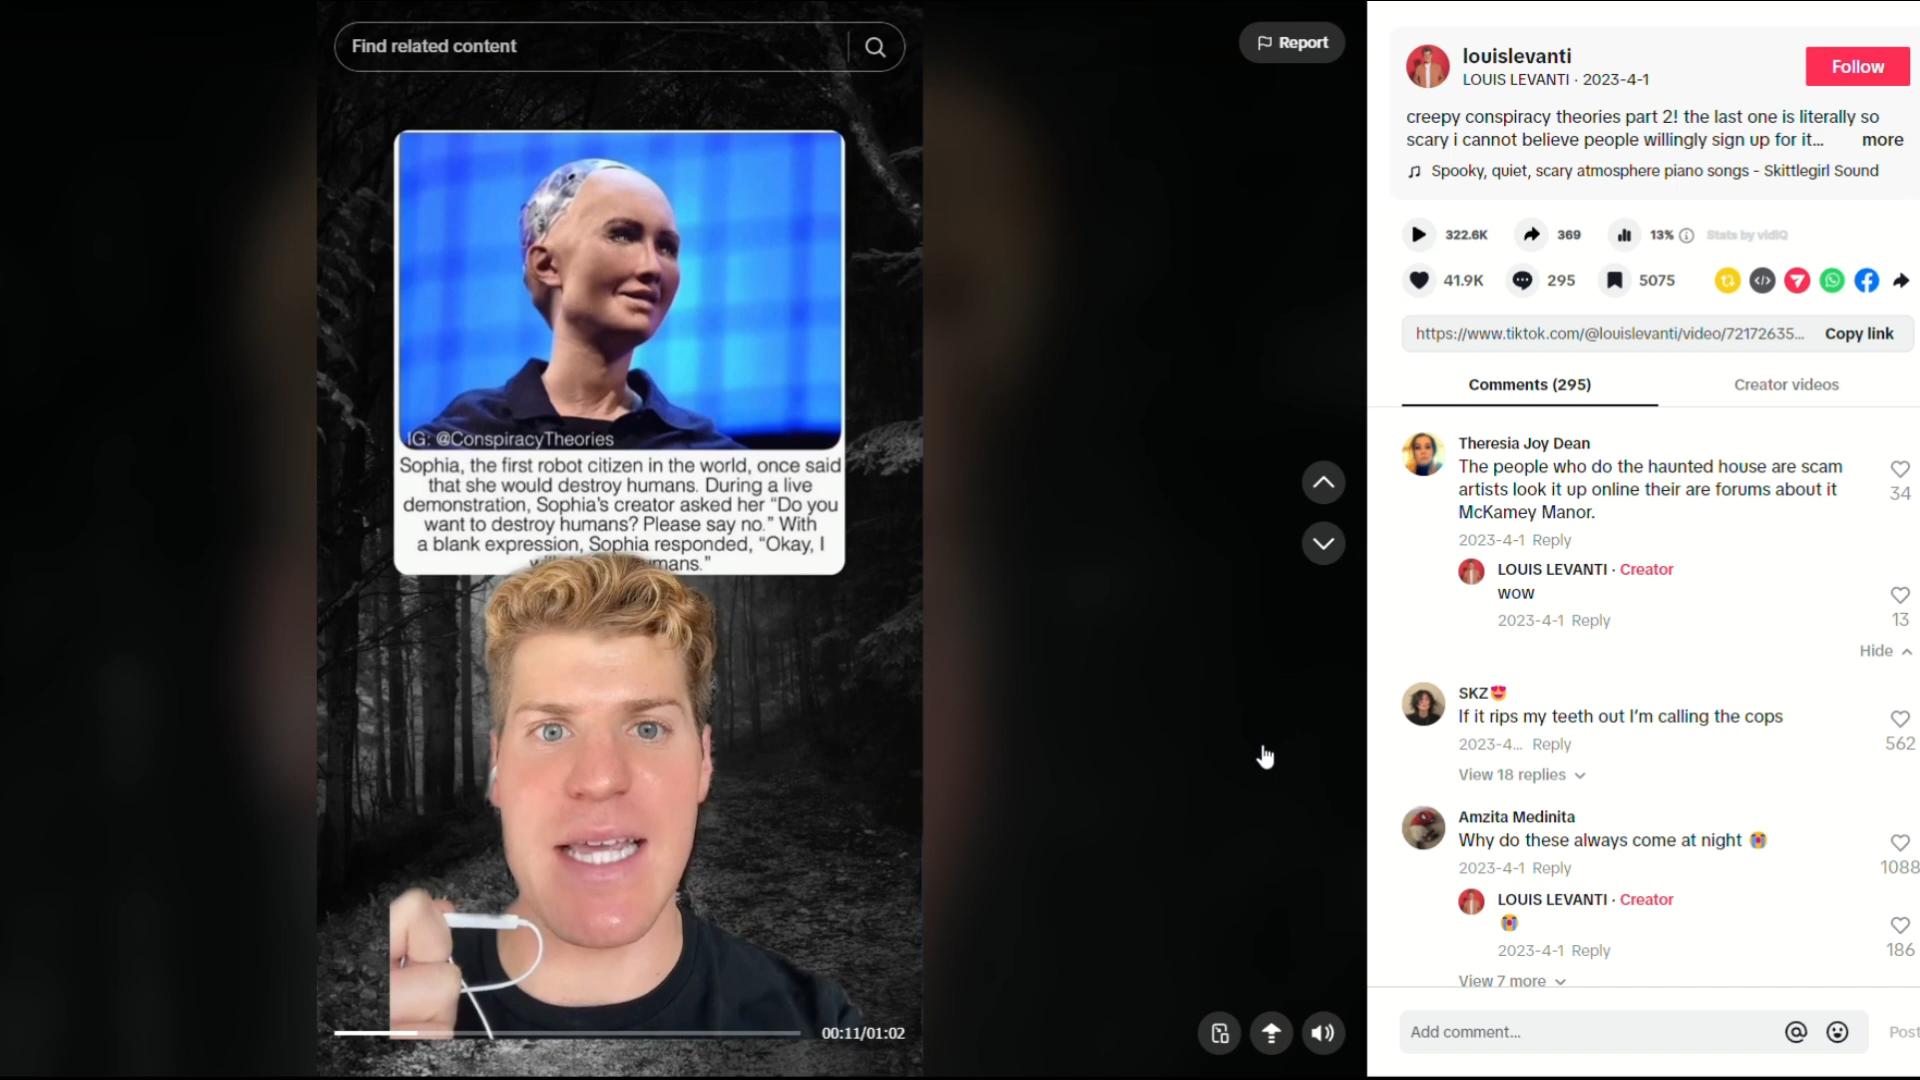 Find related content
Report
IG: @ConspiracyTheories
Sophia, the first robot citizen in the world, once said
that she would destroy humans. During a live
demonstration, Sophia's creator asked her “Do you
want to destroy humans? Please say no.” With
a blank expression, Sophia responded, “Okay, I
00:11/01:02
louislevanti
LOUIS LEVANTI · 2023-4-1
Follow
creepy conspiracy theories part 2! the last one is literally so
scary i cannot believe people willingly sign up for it... more
Spooky, quiet, scary atmosphere piano songs - Skittlegirl Sound
322.6K 369 13% Stats by vidIQ
41.9K 295 5075
https://www.tiktok.com/@louislevanti/video/72172635... Copy link
Comments (295) Creator videos
Theresia Joy Dean
The people who do the haunted house are scam
artists look it up online their are forums about it
McKamey Manor.
34
2023-4-1 Reply
LOUIS LEVANTI · Creator
wow
13
2023-4-1 Reply
Hide
SKZ😍
If it rips my teeth out I'm calling the cops
562
2023-4... Reply
View 18 replies
Amzita Medinita
Why do these always come at night 😭
1088
2023-4-1 Reply
LOUIS LEVANTI · Creator
😭
186
2023-4-1 Reply
View 7 more
Add comment... Post